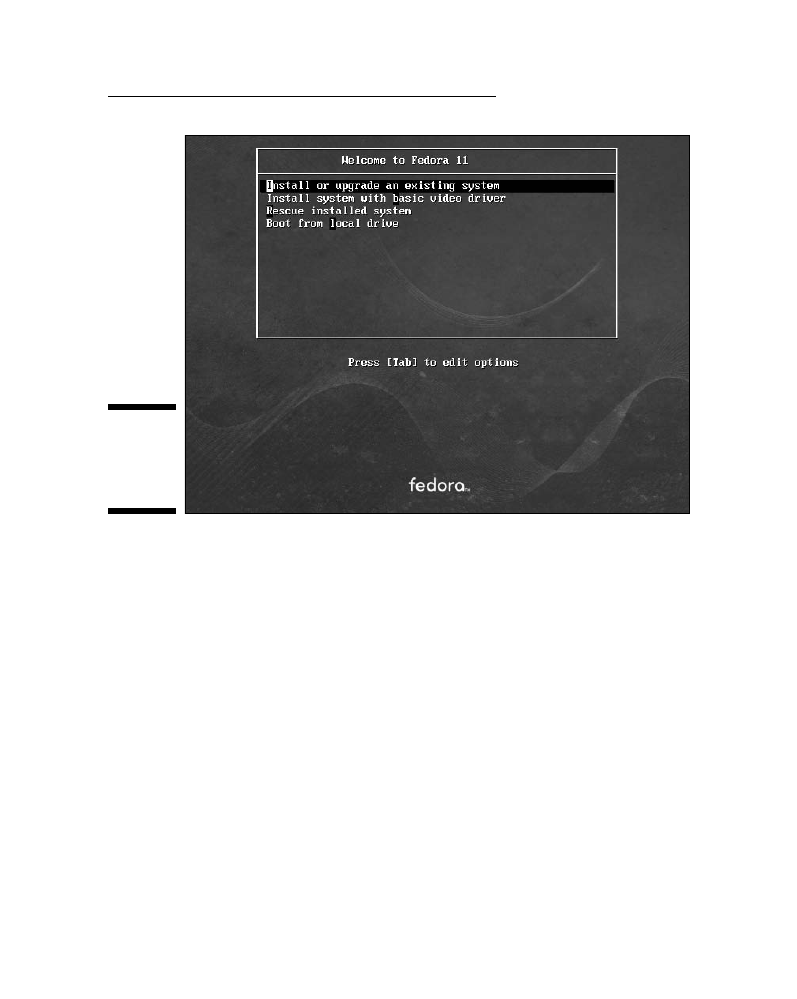 Welcome to Fedora 11
Install or upgrade an existing system
Install system with basic video driver
Rescue installed system
Boot from local drive
Press [Tab] to edit options
fedora™